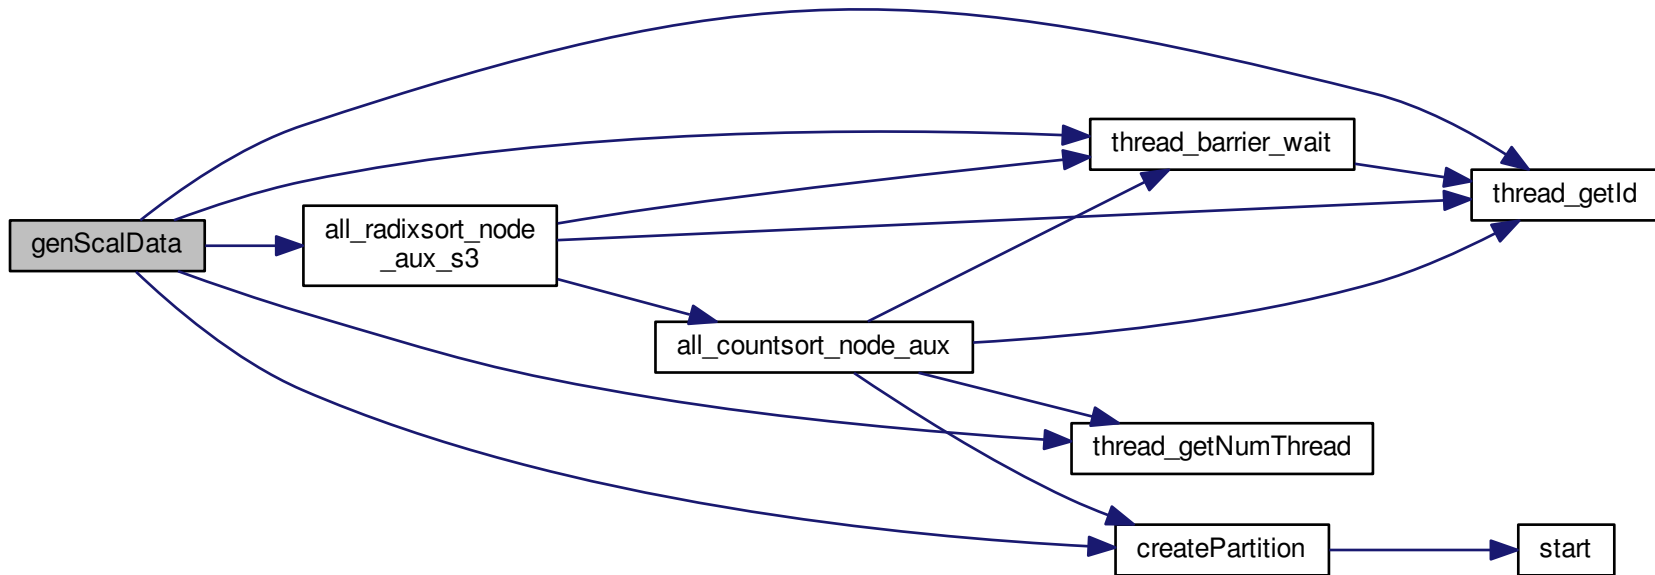 genScalData
all_radixsort_node
_aux_s3
thread_barrier_wait
thread_getId
all_countsort_node_aux
thread_getNumThread
createPartition
start